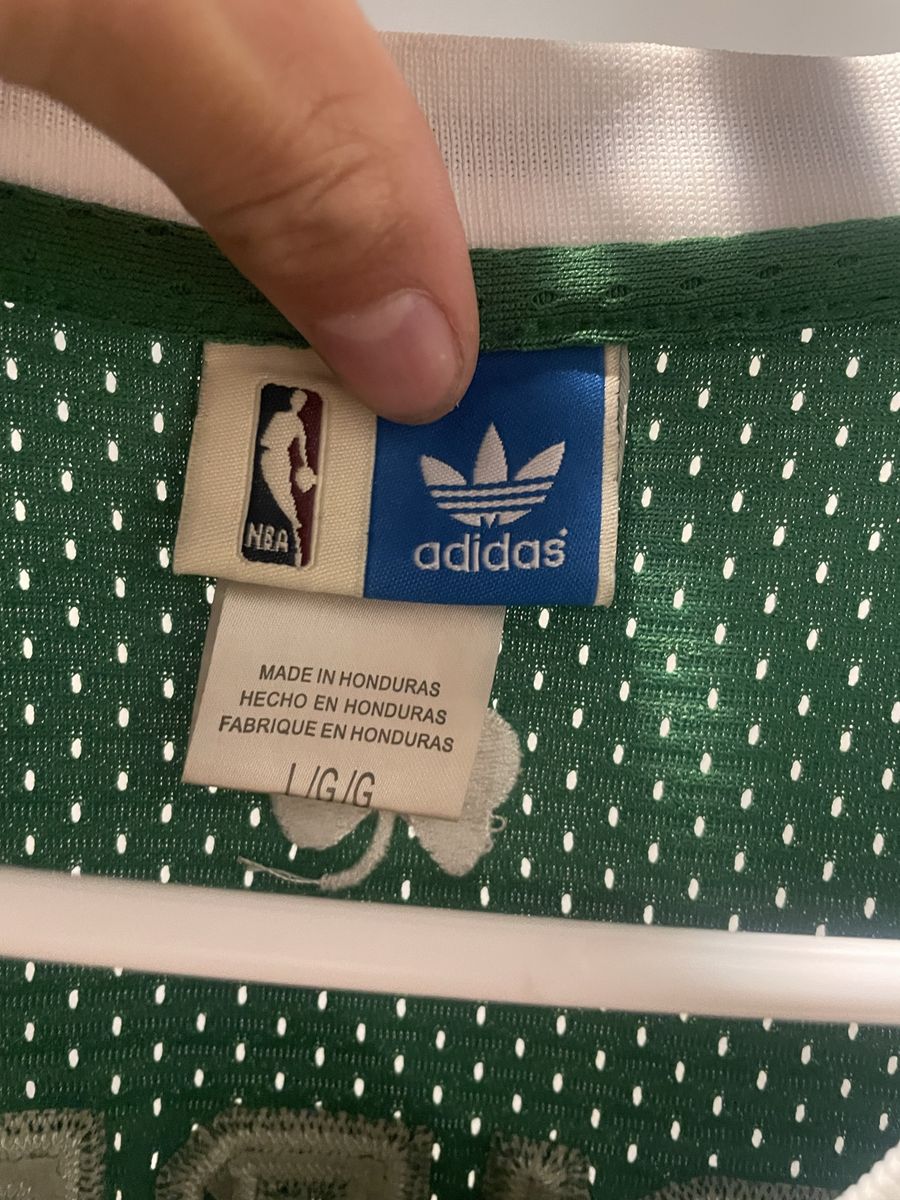 NBA
adidas
MADE IN HONDURAS
HECHO EN HONDURAS
FABRIQUE EN HONDURAS
L/G/G